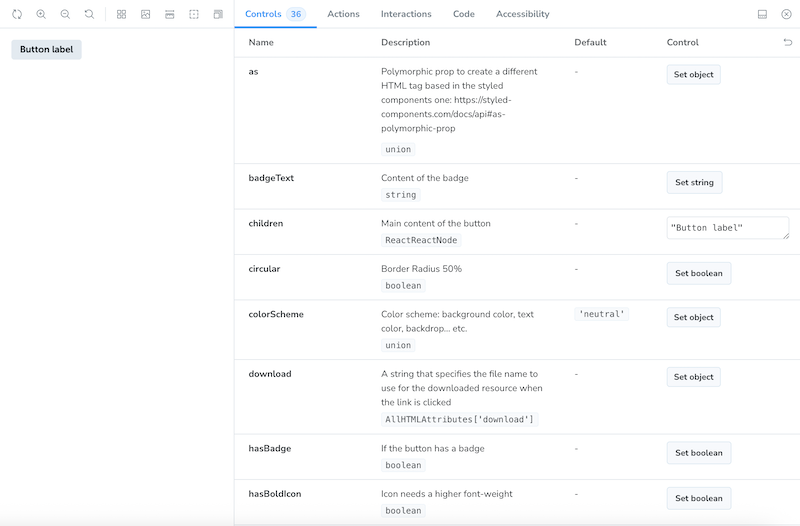 Controls 36 Actions Interactions Code Accessibility
Button label
Name Description Default Control
as Polymorphic prop to create a different - Set object
HTML tag based in the styled
components one: https://styled-
components.com/docs/api#as-
polymorphic-prop
union
badgeText Content of the badge - Set string
string
children Main content of the button - "Button label"
ReactReactNode
circular Border Radius 50% - Set boolean
boolean
colorScheme Color scheme: background color, text 'neutral' Set object
color, backdrop... etc.
union
download A string that specifies the file name to - Set object
use for the downloaded resource when
the link is clicked
AllHTMLAttributes['download']
hasBadge If the button has a badge - Set boolean
boolean
hasBoldIcon Icon needs a higher font-weight - Set boolean
boolean